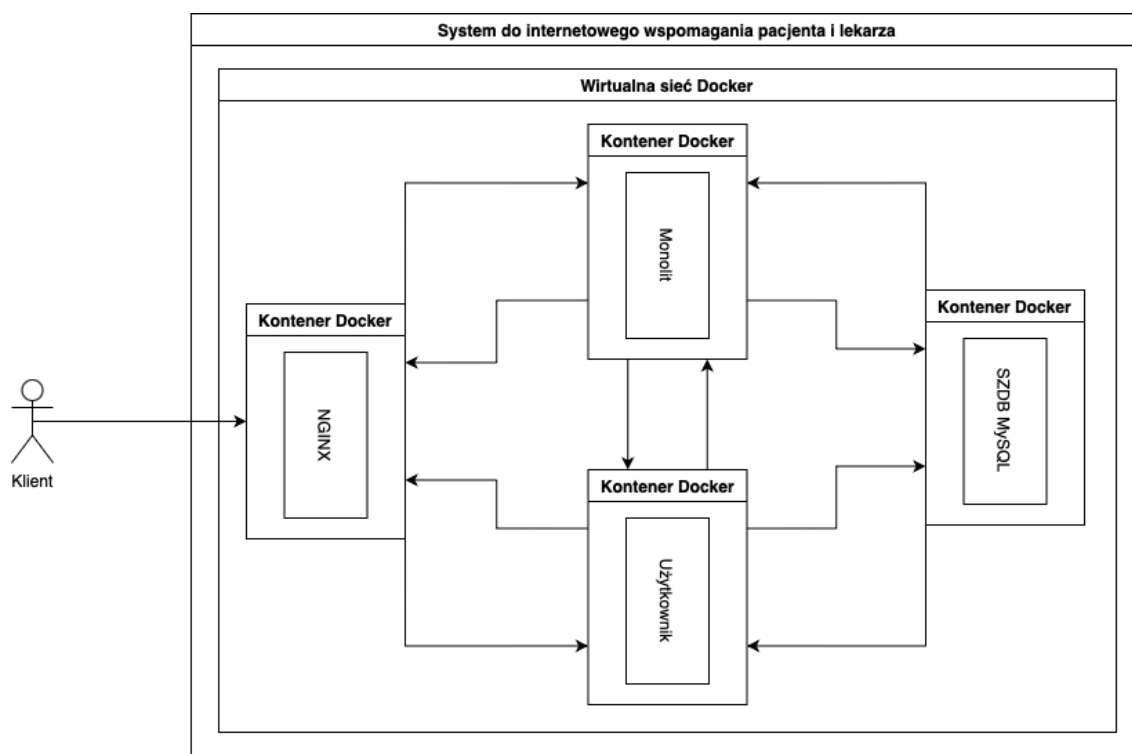 System do internetowego wspomagania pacjenta i lekarza
Wirtualna sieć Docker
Kontener Docker
Monolit
Kontener Docker
NGINX
Kontener Docker
SZDB MySQL
Klient
Kontener Docker
Użytkownik